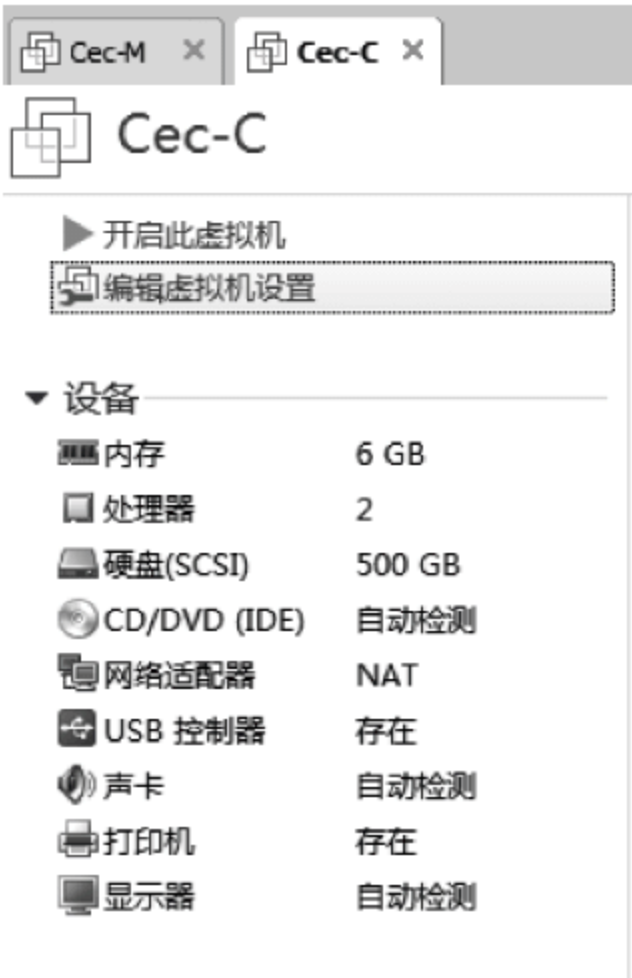 Cec-M × Cec-C ×
Cec-C
开启此虚拟机
编辑虚拟机设置
设备
内存 6 GB
处理器 2
硬盘(SCSI) 500 GB
CD/DVD (IDE) 自动检测
网络适配器 NAT
USB 控制器 存在
声卡 自动检测
打印机 存在
显示器 自动检测